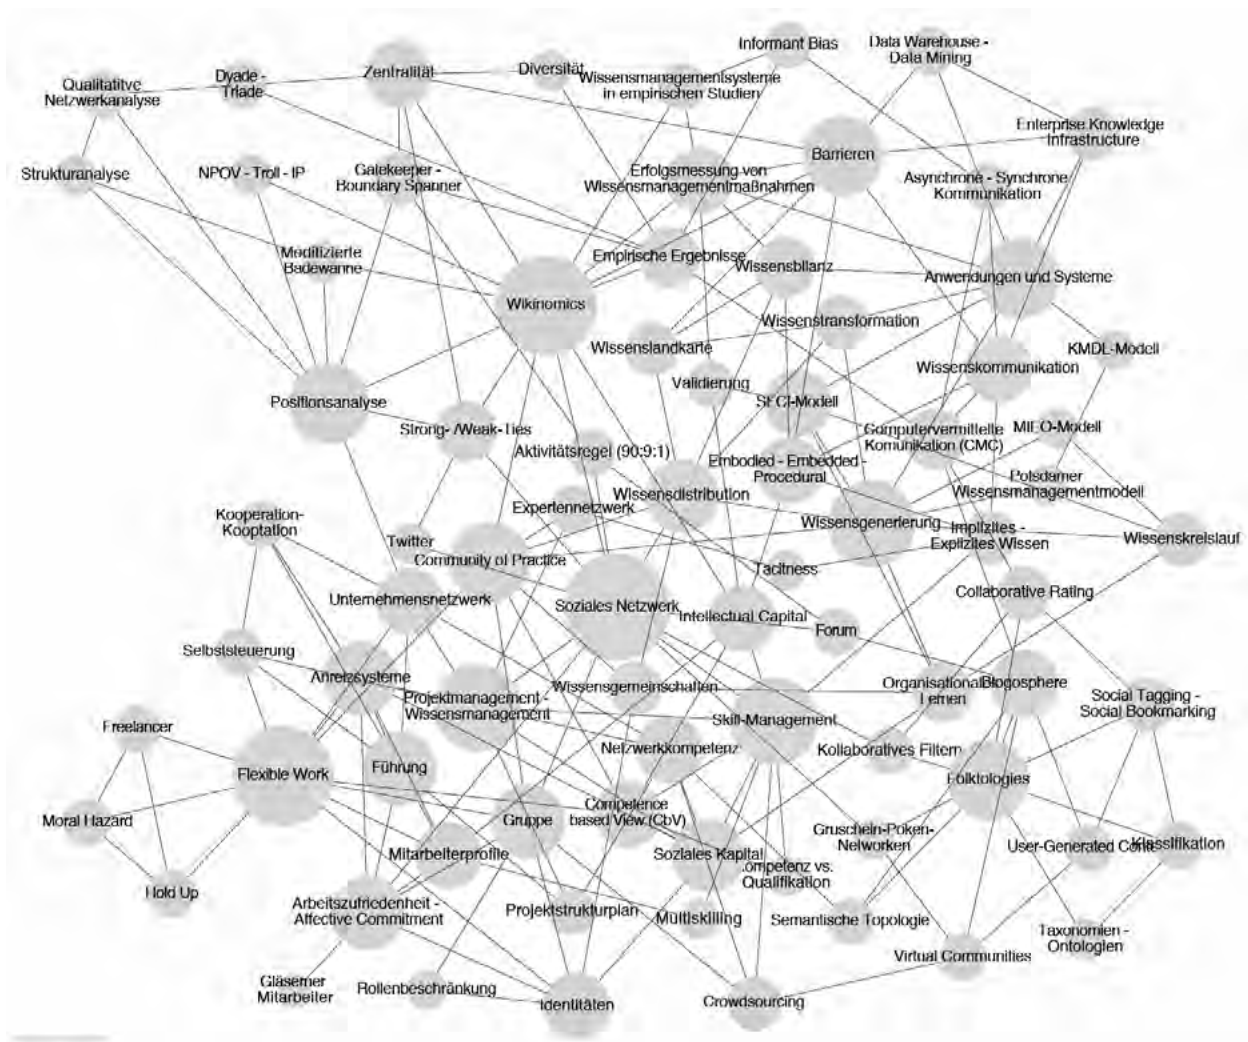 Informant Bias
Data Warehouse -
Data Mining
Qualitatitve
Netzwerkanalyse
Dyade -
Triade
Zentralität
Diversität
Wissensmanagementsysteme
in empirischen Studien
Enterprise Knowledge
Infrastructure
Barrieren
Strukturanalyse
NPOV - Troll - IP
Gatekeeper -
Boundary Spanner
Erfolgsmessung von
Wissensmanagementmaßnahmen
Asynchrone - Synchrone
Kommunikation
Modifizierte
Badewanne
Empirische Ergebnisse
Wissensbilanz
Anwendungen und Systeme
Wikinomics
Wissenstransformation
Wissenslandkarte
KMDL-Modell
Wissenskommunikation
Validierung
SECI-Modell
Positionsanalyse
Strong- /Weak-Ties
Aktivitätsregel (90:9:1)
Computervermittelte
Komunikation (CMC)
MIEO-Modell
Embodied - Embedded -
Procedural
Potsdamer
Wissensmanagementmodell
Wissensdistribution
Expertennetzwerk
Kooperation-
Kooptation
Wissensgenerierung
Implizites -
Explizites Wissen
Wissenskreislauf
Twitter
Community of Practice
Tacitness
Unternehmensnetzwerk
Soziales Netzwerk
Intellectual Capital
Forum
Collaborative Rating
Selbststeuerung
Anreizsysteme
Wissensgemeinschaften
Organisationales
Lernen
Blogosphere
Projektmanagement -
Wissensmanagement
Social Tagging -
Social Bookmarking
Freelancer
Skill-Management
Netzwerkkompetenz
Kollaboratives Filtern
Flexible Work
Führung
Folktologies
Moral Hazard
Competence
based View (CbV)
Gruppe
Gruscheln-Poken-
Networken
User-Generated Cont
Klassifikation
Mitarbeiterprofile
Soziales Kapital
ompetenz vs.
Qualifikation
Hold Up
Arbeitszufriedenheit -
Affective Commitment
Projektstrukturplan
Multiskilling
Semantische Topologie
Taxonomien -
Ontologien
Virtual Communities
Gläserner
Mitarbeiter
Rollenbeschränkung
Identitäten
Crowdsourcing